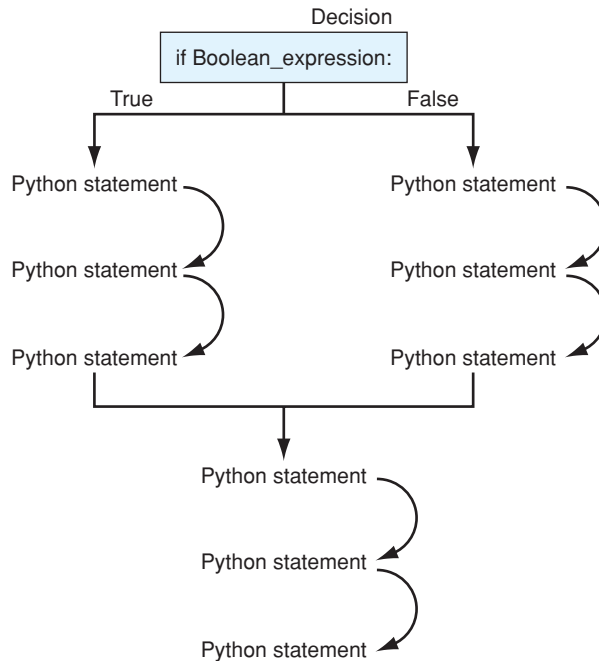 Decision
if Boolean_expression:
True False
Python statement Python statement
Python statement Python statement
Python statement Python statement
Python statement
Python statement
Python statement